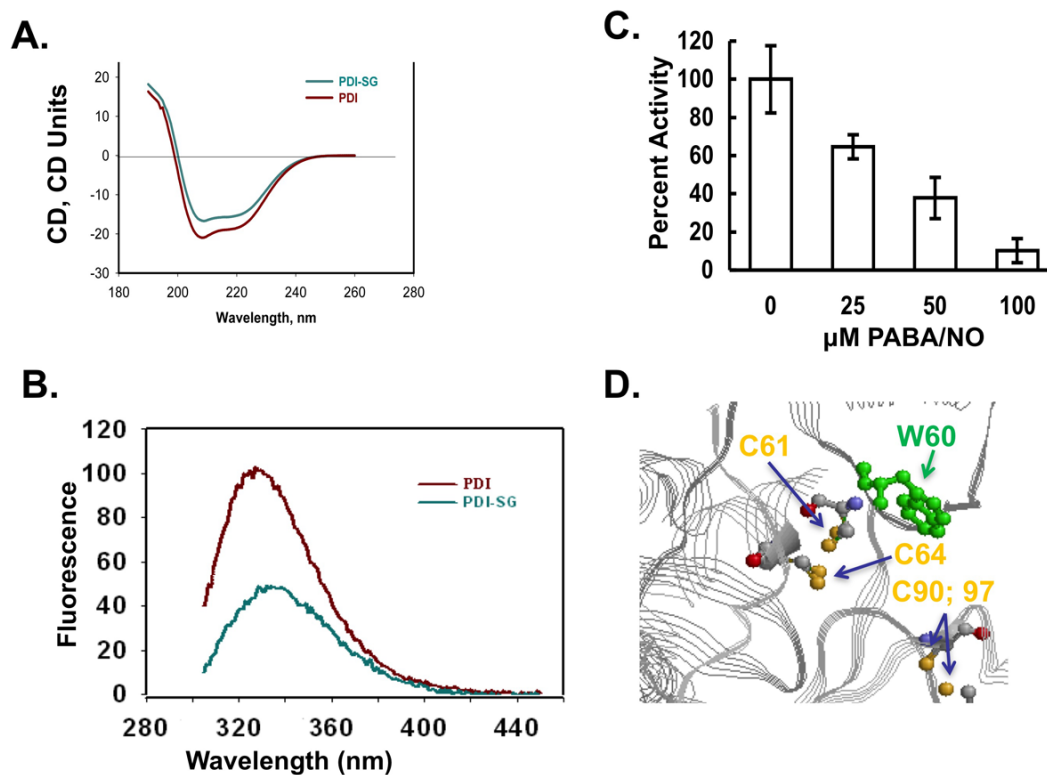 A.
CD, CD Units
20
10
0
-10
-20
-30
180 200 220 240 260 280
Wavelength, nm
PDI-SG
PDI
B.
Fluorescence
120
100
80
60
40
20
0
280 320 360 400 440
Wavelength (nm)
PDI
PDI-SG
C.
Percent Activity
120
100
80
60
40
20
0
0 25 50 100
µM PABA/NO
D.
W60
C61
C64
C90; 97